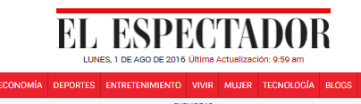 EL ESPECTADOR
LUNES, 1 DE AGO DE 2016 Última Actualización: 9:59 am
ECONOMÍA DEPORTES ENTRETENIMIENTO VIVIR MUJER TECNOLOGÍA BLOGS